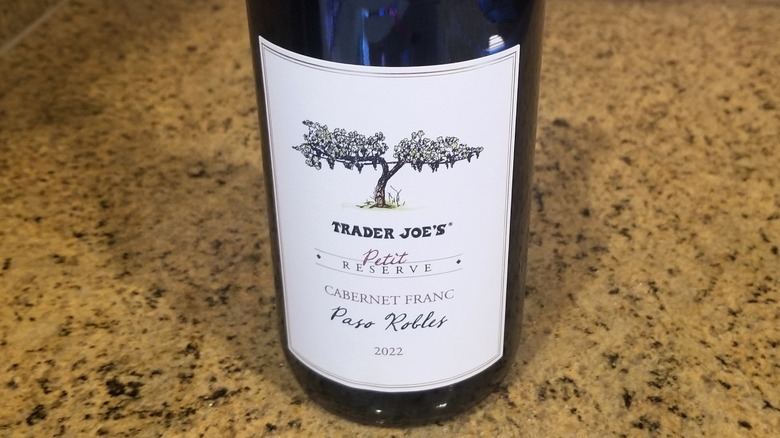 TRADER JOE'S®
Petit
RESERVE
CABERNET FRANC
Paso Robles
2022